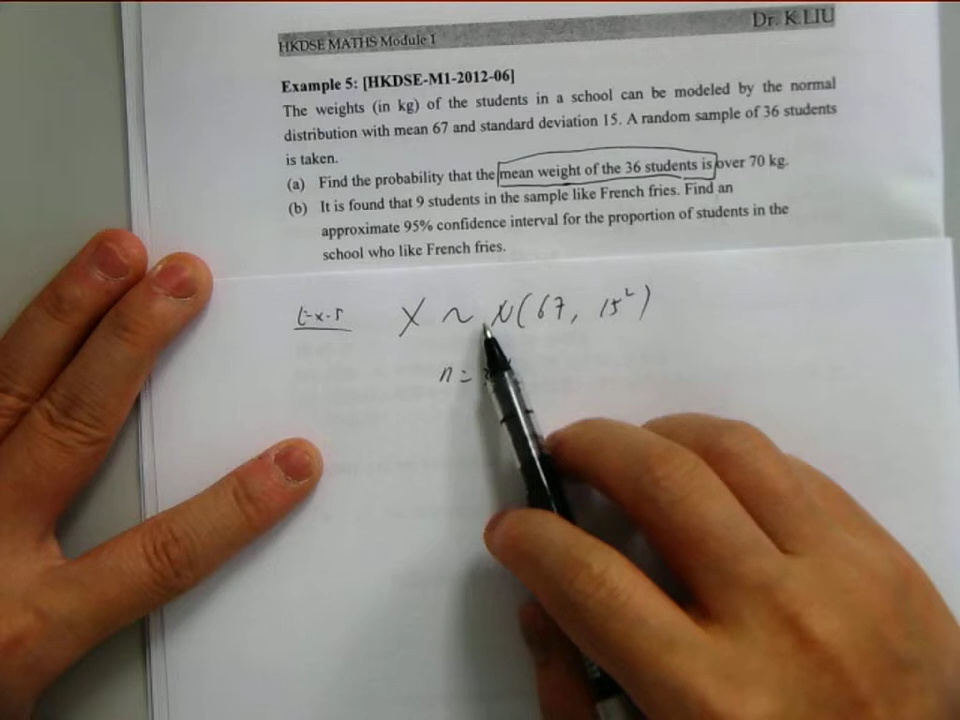 Dr. K.LIU
HKDSE MATHS Module 1
Example 5: [HKDSE-M1-2012-06]
The weights (in kg) of the students in a school can be modeled by the normal
distribution with mean 67 and standard deviation 15. A random sample of 36 students
is taken.
(a) Find the probability that the mean weight of the 36 students is over 70 kg.
(b) It is found that 9 students in the sample like French fries. Find an
approximate 95% confidence interval for the proportion of students in the
school who like French fries.
Ex.5 X ~ N(67, 15²)
n =